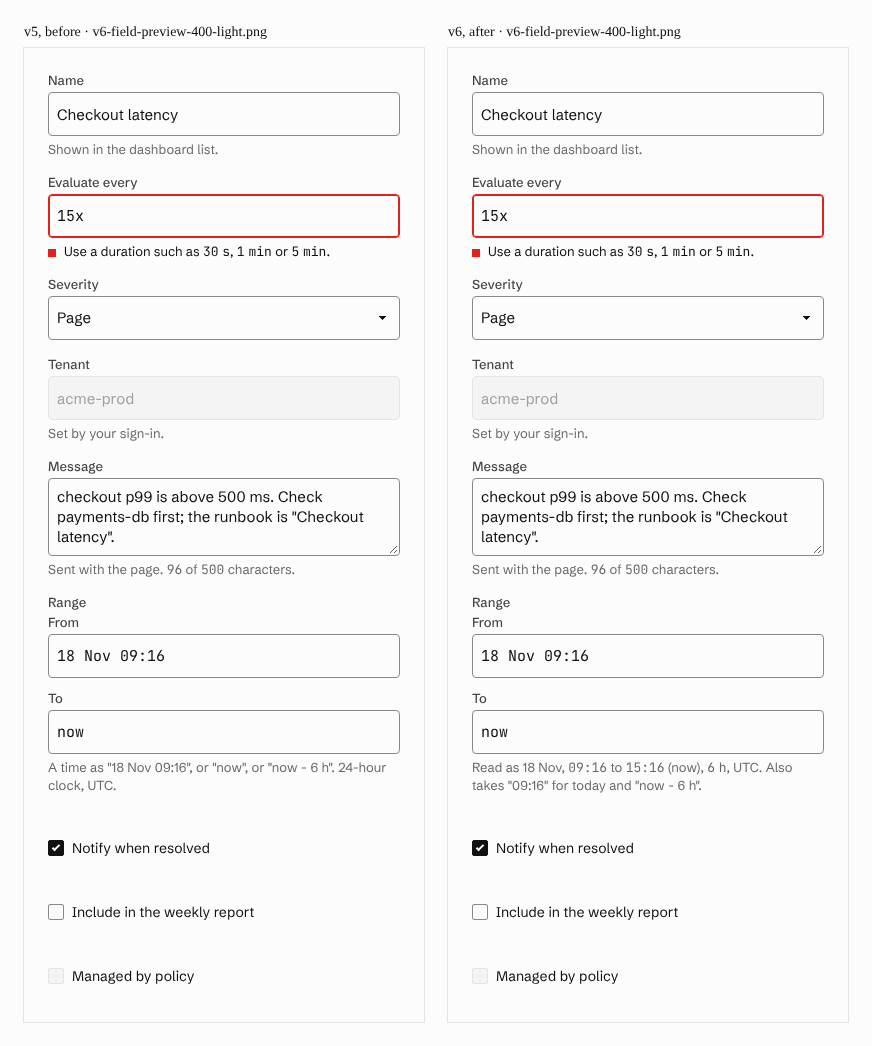 v5, before · v6-field-preview-400-light.png
Name
Checkout latency
Shown in the dashboard list.
Evaluate every
15x
Use a duration such as 30 s, 1 min or 5 min.
Severity
Page
Tenant
acme-prod
Set by your sign-in.
Message
checkout p99 is above 500 ms. Check
payments-db first; the runbook is "Checkout
latency".
Sent with the page. 96 of 500 characters.
Range
From
18 Nov 09:16
To
now
A time as "18 Nov 09:16", or "now", or "now - 6 h". 24-hour
clock, UTC.
Notify when resolved
Include in the weekly report
Managed by policy
v6, after · v6-field-preview-400-light.png
Name
Checkout latency
Shown in the dashboard list.
Evaluate every
15x
Use a duration such as 30 s, 1 min or 5 min.
Severity
Page
Tenant
acme-prod
Set by your sign-in.
Message
checkout p99 is above 500 ms. Check
payments-db first; the runbook is "Checkout
latency".
Sent with the page. 96 of 500 characters.
Range
From
18 Nov 09:16
To
now
Read as 18 Nov, 09:16 to 15:16 (now), 6 h, UTC. Also
takes "09:16" for today and "now - 6 h".
Notify when resolved
Include in the weekly report
Managed by policy